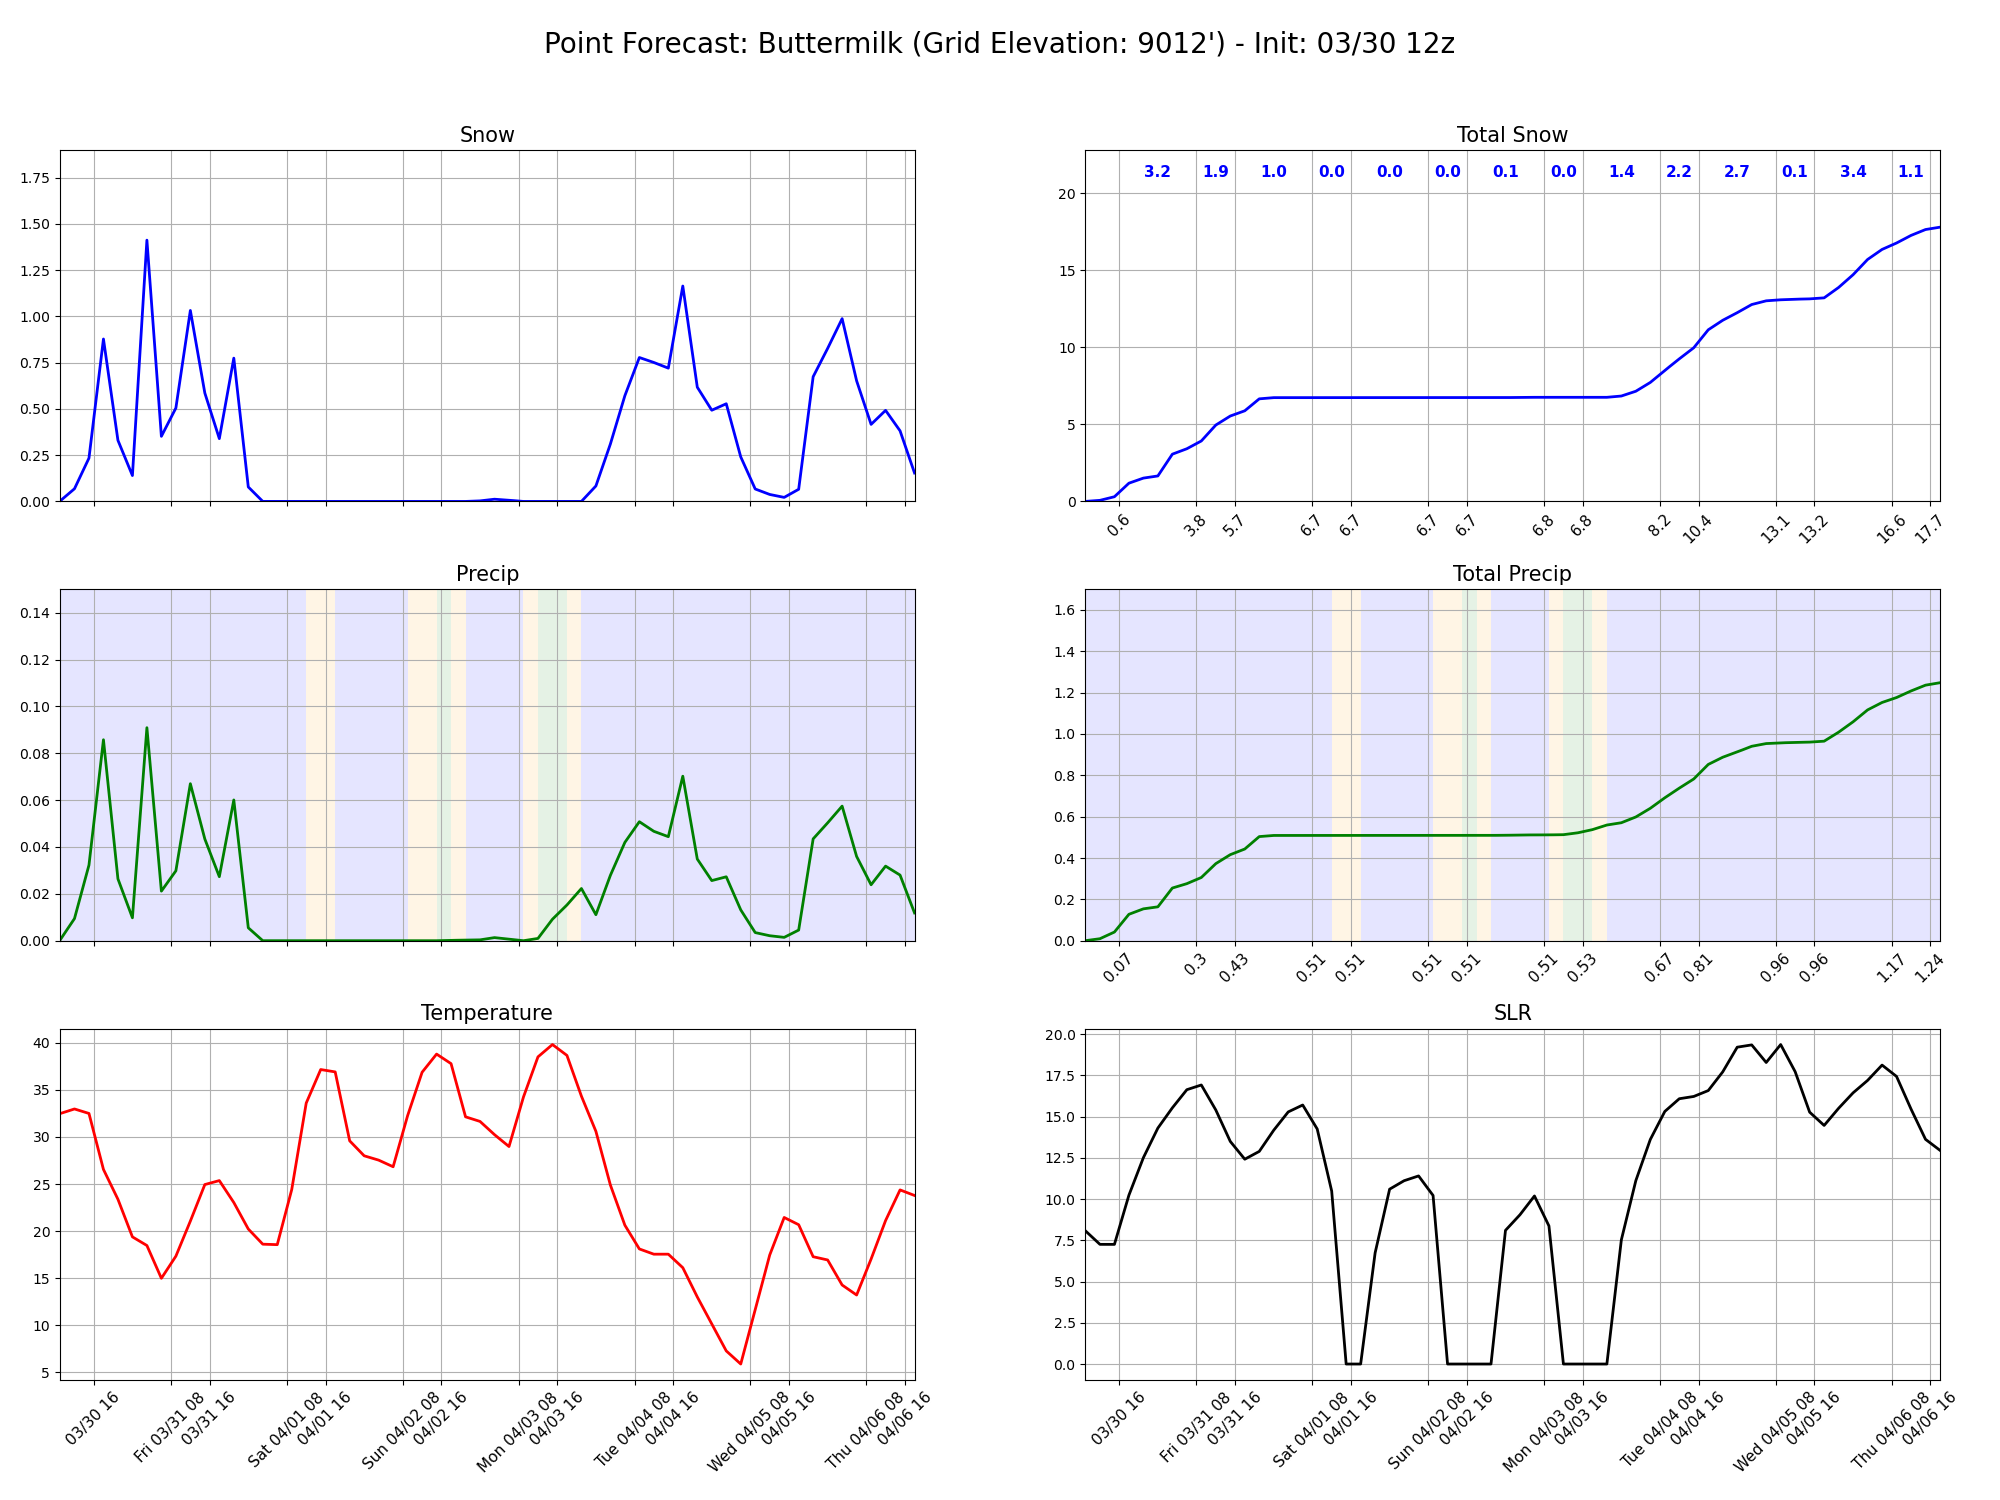 Point Forecast: Buttermilk (Grid Elevation: 9012') - Init: 03/30 12z
Snow
1.75
1.50
1.25
1.00
0.75
0.50
0.25
0.00
Total Snow
3.2 1.9 1.0 0.0 0.0 0.0 0.1 0.0 1.4 2.2 2.7 0.1 3.4 1.1
20
15
10
5
0
0.6 3.8 5.7 6.7 6.7 6.7 6.7 6.8 6.8 8.2 10.4 13.1 13.2 16.6 17.7
Precip
0.14
0.12
0.10
0.08
0.06
0.04
0.02
0.00
Total Precip
1.6
1.4
1.2
1.0
0.8
0.6
0.4
0.2
0.0
0.07 0.3 0.43 0.51 0.51 0.51 0.51 0.51 0.53 0.67 0.81 0.96 0.96 1.17 1.24
Temperature
40
35
30
25
20
15
10
5
03/30 16
Fri 03/31 08
03/31 16
Sat 04/01 08
04/01 16
Sun 04/02 08
04/02 16
Mon 04/03 08
04/03 16
Tue 04/04 08
04/04 16
Wed 04/05 08
04/05 16
Thu 04/06 08
04/06 16
SLR
20.0
17.5
15.0
12.5
10.0
7.5
5.0
2.5
0.0
03/30 16
Fri 03/31 08
03/31 16
Sat 04/01 08
04/01 16
Sun 04/02 08
04/02 16
Mon 04/03 08
04/03 16
Tue 04/04 08
04/04 16
Wed 04/05 08
04/05 16
Thu 04/06 08
04/06 16